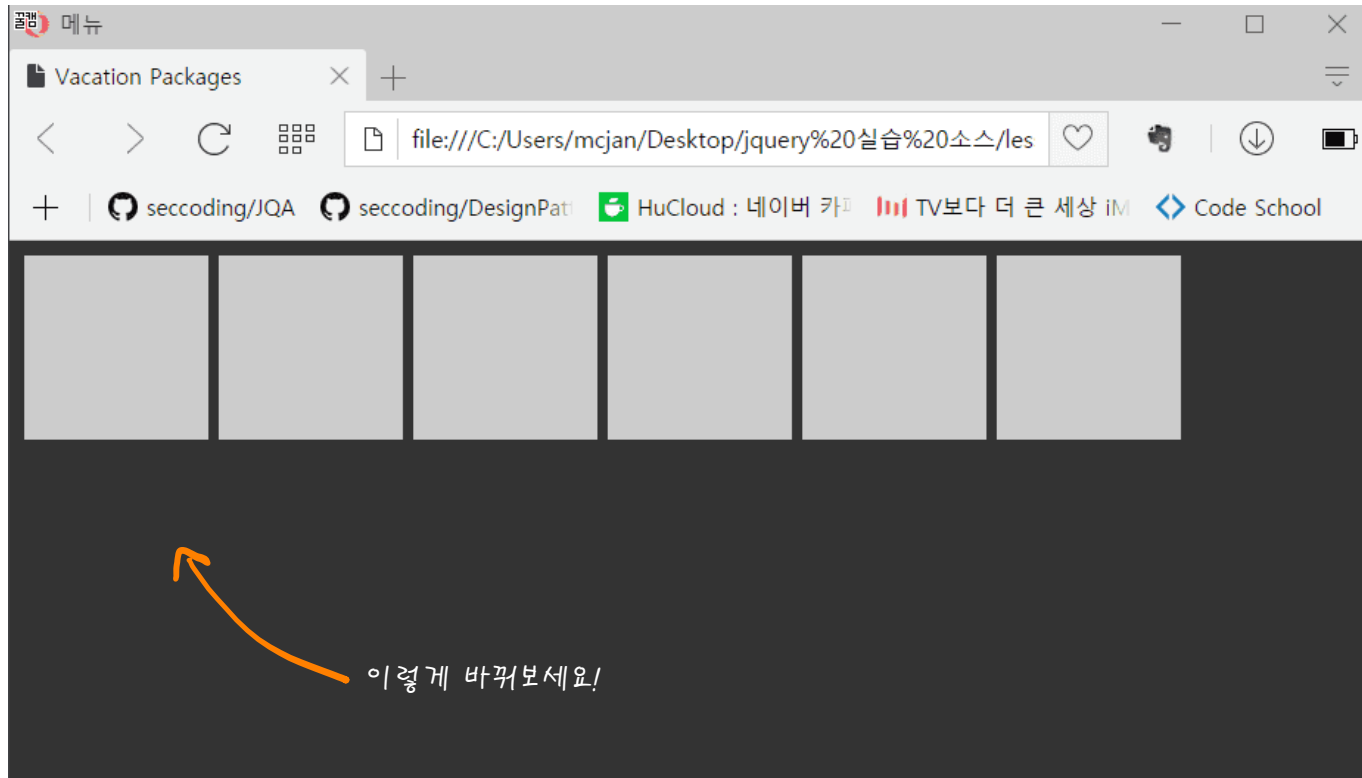 꿀캠 메뉴
Vacation Packages
file:///C:/Users/mcjan/Desktop/jquery%20실습%20소스/les
seccoding/JQA seccoding/DesignPat HuCloud : 네이버 카 TV보다 더 큰 세상 iM Code School
이렇게 바꿔보세요!